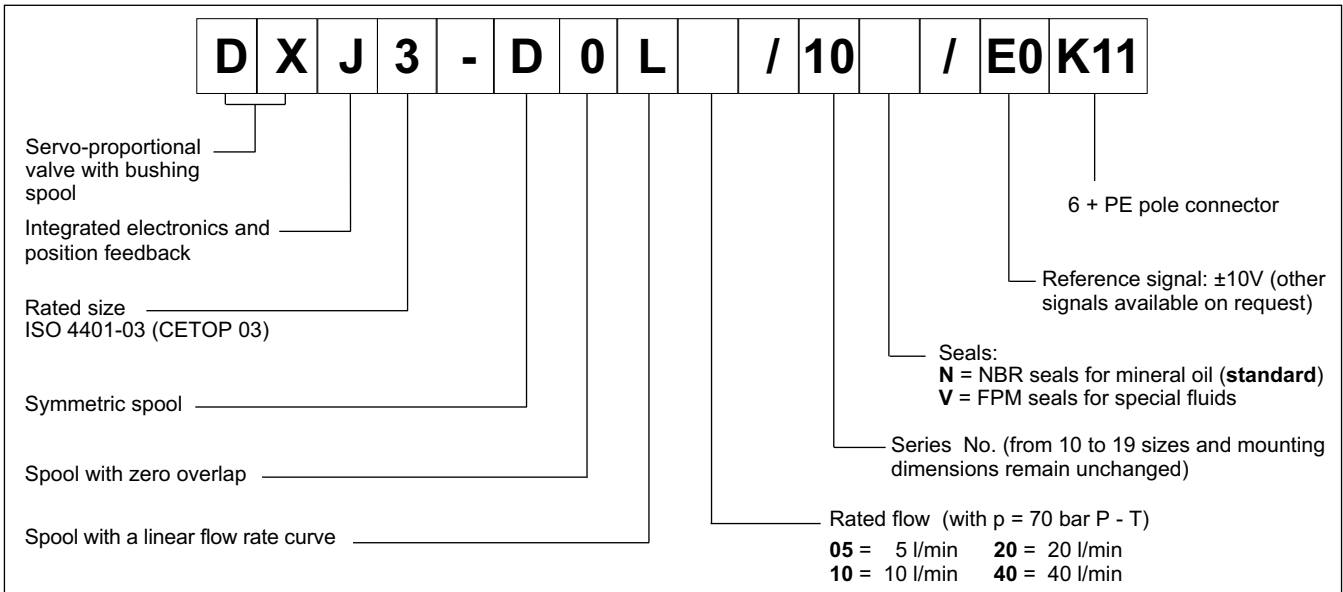 D X J 3 - D 0 L / 10 / E0 K11
Servo-proportional
valve with bushing
spool
Integrated electronics and
position feedback
Rated size
ISO 4401-03 (CETOP 03)
Symmetric spool
Spool with zero overlap
Spool with a linear flow rate curve
6 + PE pole connector
Reference signal: ±10V (other
signals available on request)
Seals:
N = NBR seals for mineral oil (standard)
V = FPM seals for special fluids
Series No. (from 10 to 19 sizes and mounting
dimensions remain unchanged)
Rated flow (with p = 70 bar P - T)
05 = 5 l/min 20 = 20 l/min
10 = 10 l/min 40 = 40 l/min